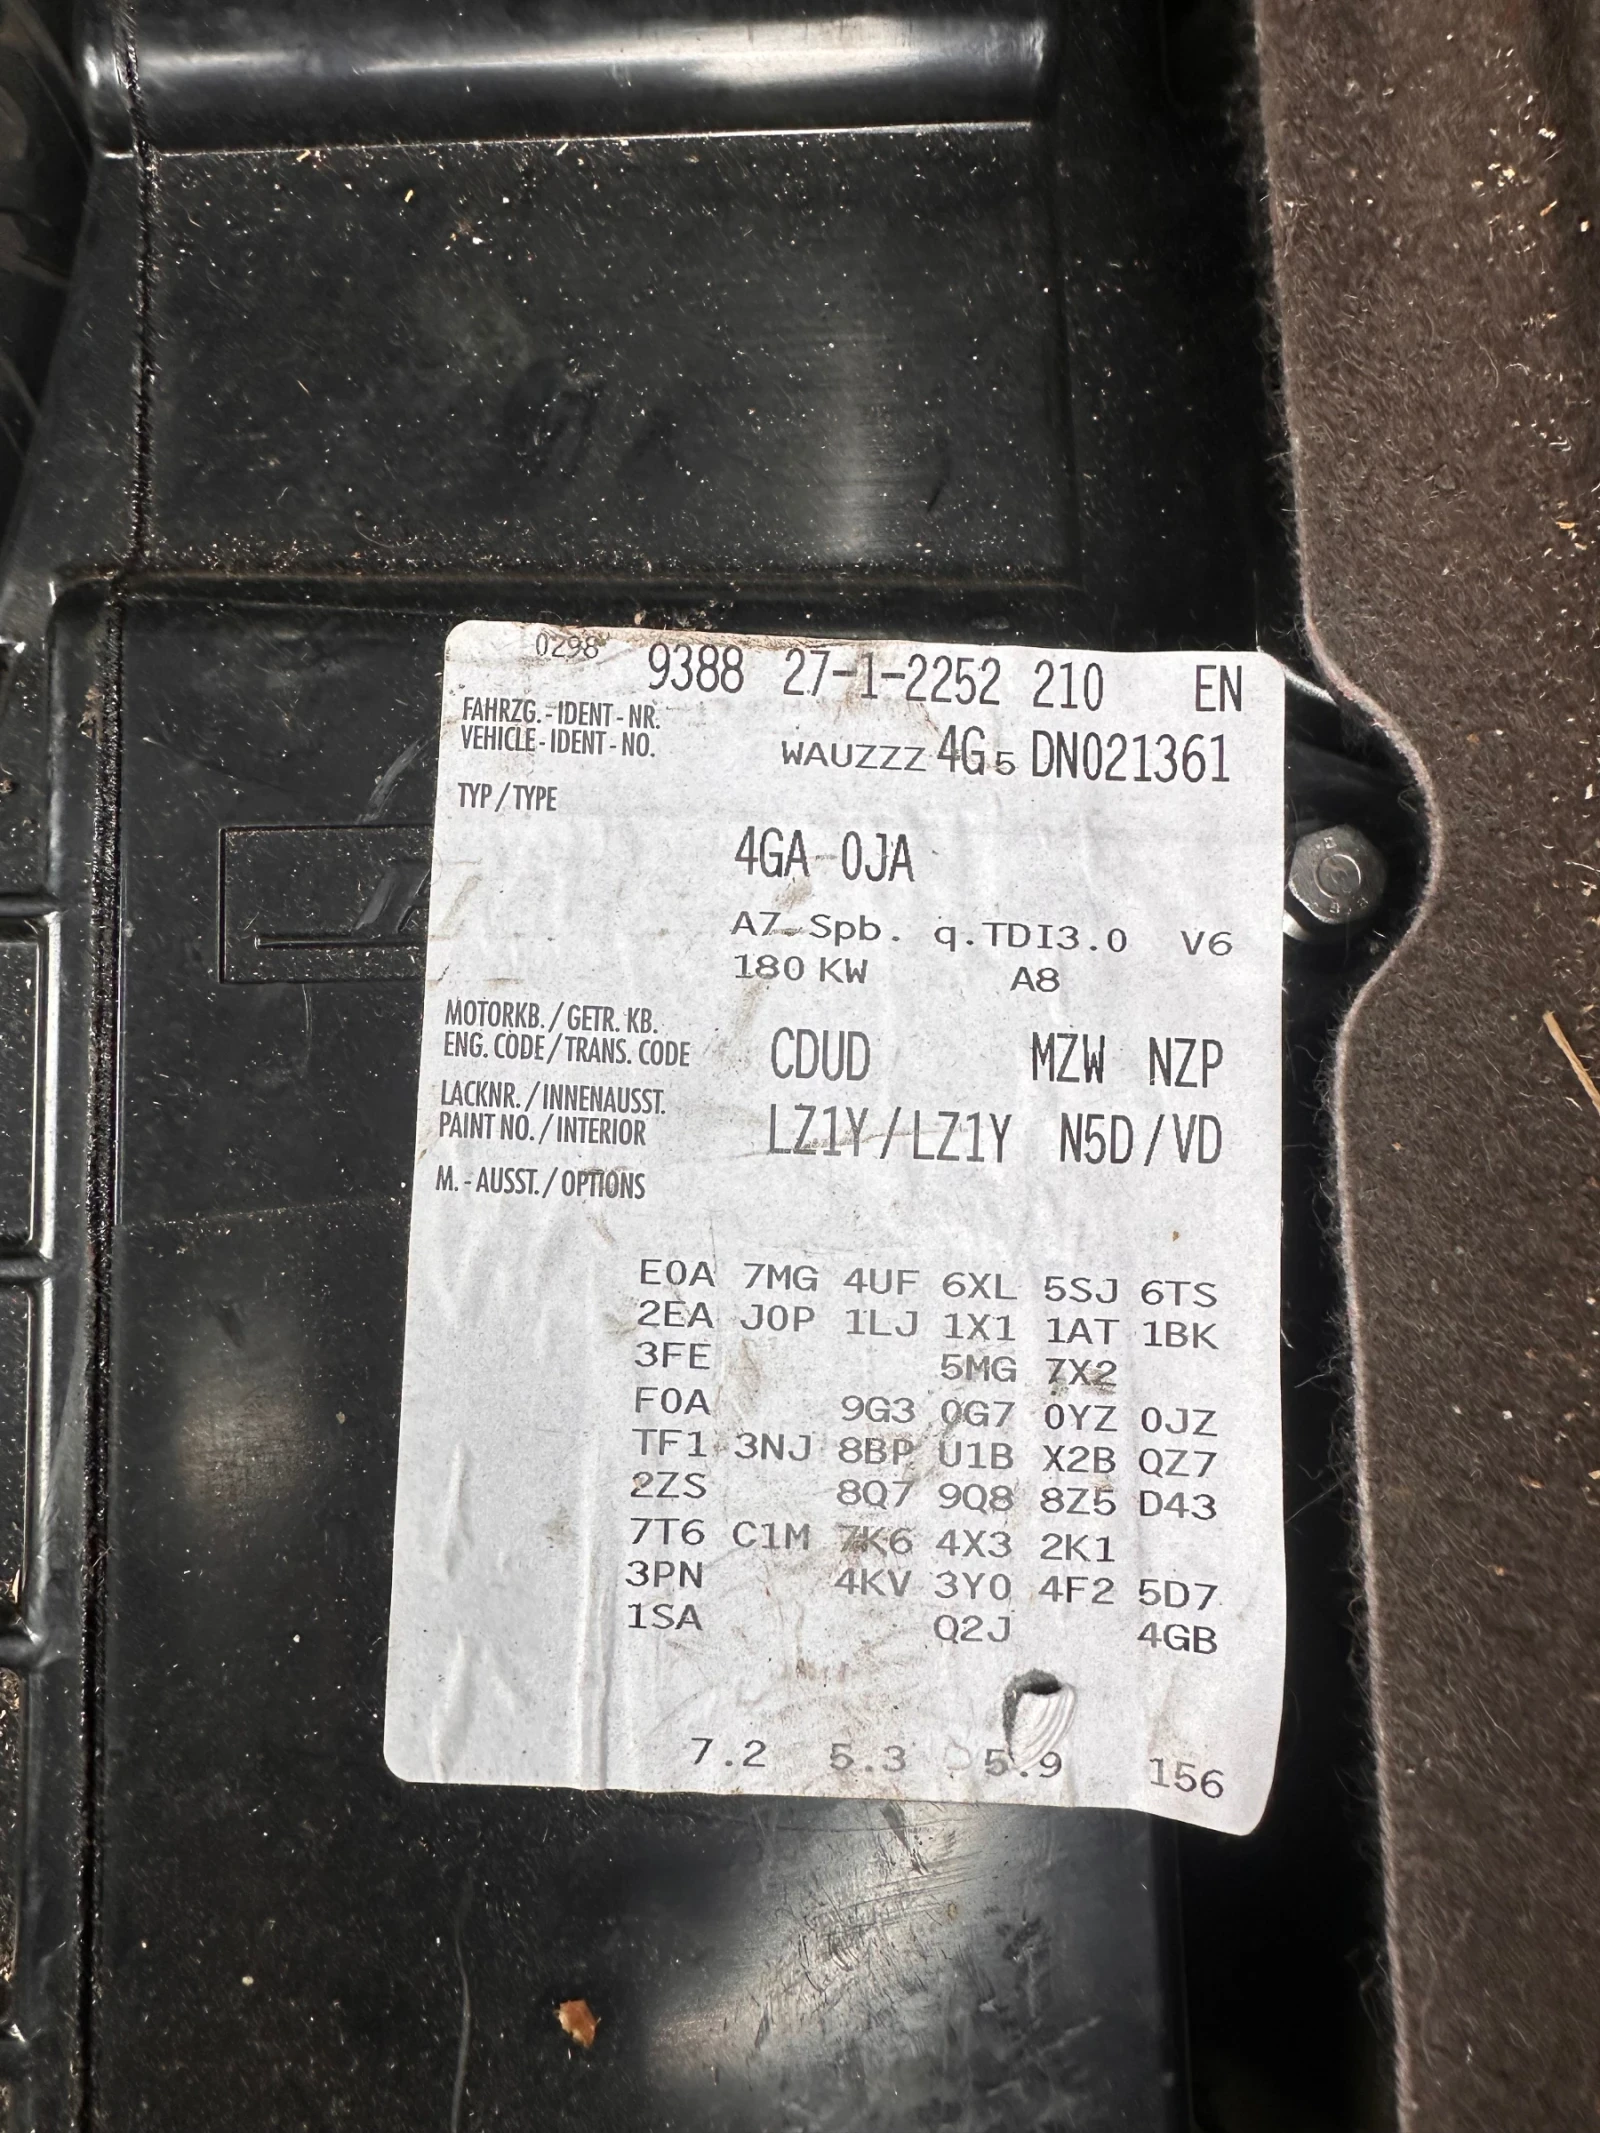 0298 9388 27-1-2252 210 EN
FAHRZG.-IDENT-NR.
VEHICLE-IDENT-NO. WAUZZZ 4G5 DN021361
TYP/TYPE
4GA 0JA
A7-Spb. q.TDI3.0 V6
180 KW A8
MOTORKB./GETR. KB.
ENG. CODE/TRANS. CODE CDUD MZW NZP
LACKNR./INNENAUSST.
PAINT NO./INTERIOR LZ1Y/LZ1Y N5D/VD
M.-AUSST./OPTIONS
E0A 7MG 4UF 6XL 5SJ 6TS
2EA J0P 1LJ 1X1 1AT 1BK
3FE 5MG 7X2
F0A 9G3 0G7 0YZ 0JZ
TF1 3NJ 8BP U1B X2B QZ7
2ZS 8Q7 9Q8 8Z5 D43
7T6 C1M 7K6 4X3 2K1
3PN 4KV 3Y0 4F2 5D7
1SA Q2J 4GB
7.2 5.3 5.9 156